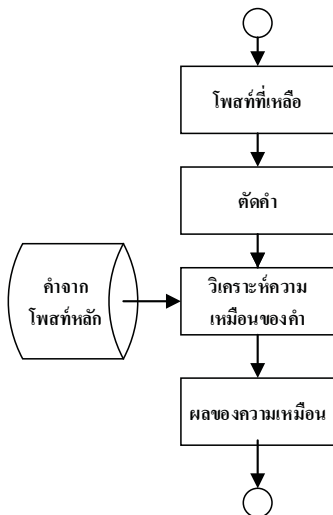 โพสท์ที่เหลือ
ตัดคำ
คำจาก
โพสท์หลัก
วิเคราะห์ความ
เหมือนของคำ
ผลของความเหมือน